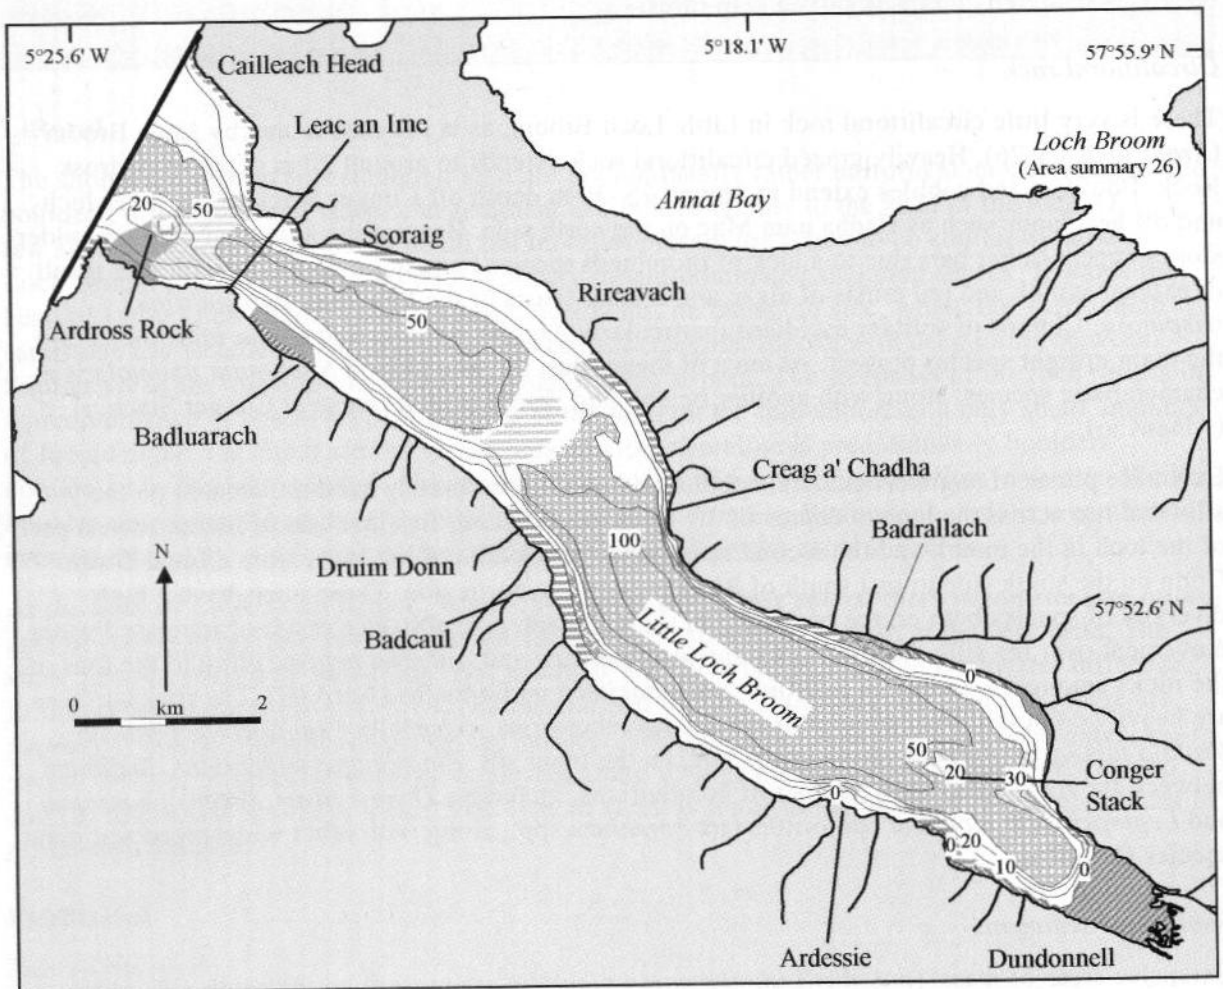 5°25.6' W
5°18.1' W
57°55.9' N
Cailleach Head
Leac an Ime
Loch Broom
(Area summary 26)
Annat Bay
20
50
Scoraig
Rireavach
Ardross Rock
50
Badluarach
Creag a' Chadha
Badrallach
100
N
Druim Donn
57°52.6' N
Badcaul
Little Loch Broom
0
0 km 2
50
20
30
Conger
Stack
0
0
20
10
0
Ardessie
Dundonnell